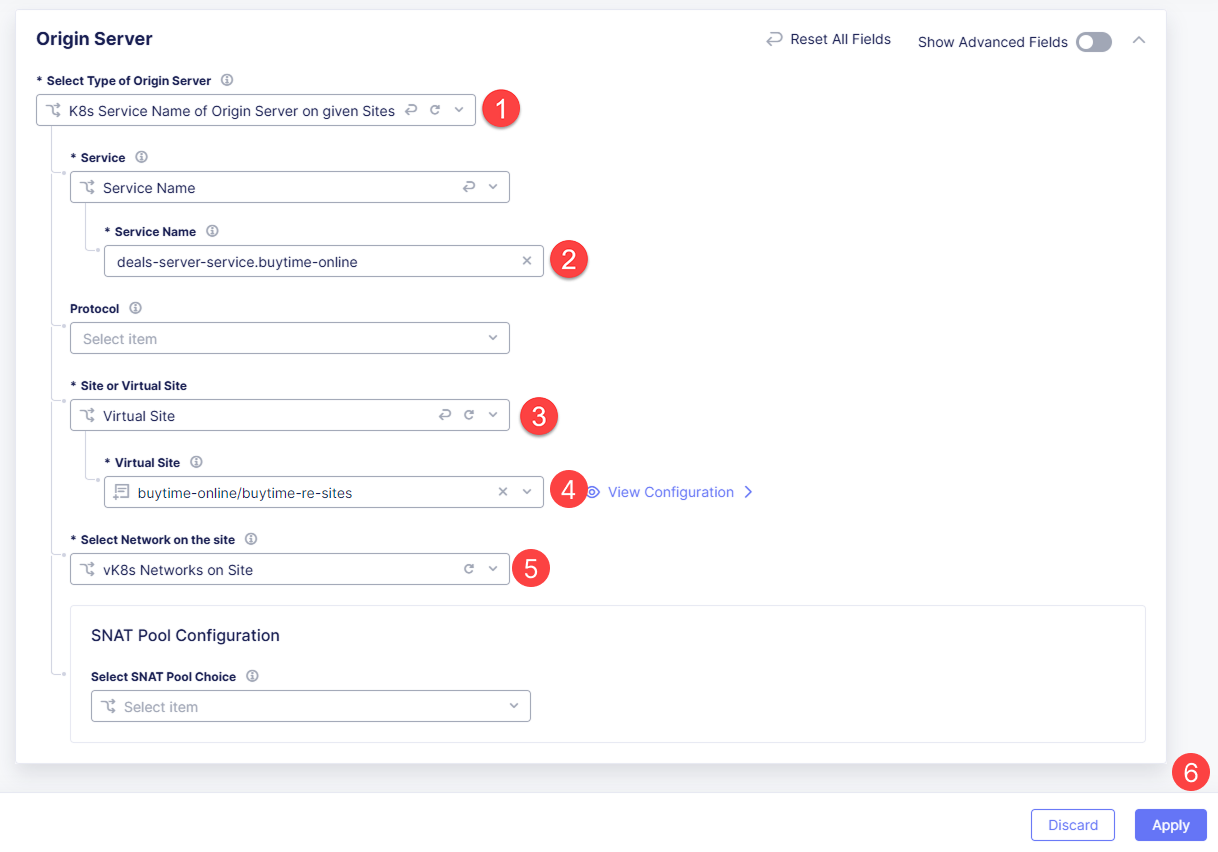 Origin Server
Reset All Fields
Show Advanced Fields
* Select Type of Origin Server
K8s Service Name of Origin Server on given Sites
1
* Service
Service Name
* Service Name
deals-server-service.buytime-online
2
Protocol
Select item
* Site or Virtual Site
Virtual Site
3
* Virtual Site
buytime-online/buytime-re-sites
4
View Configuration
* Select Network on the site
vK8s Networks on Site
5
SNAT Pool Configuration
Select SNAT Pool Choice
Select item
6
Discard
Apply